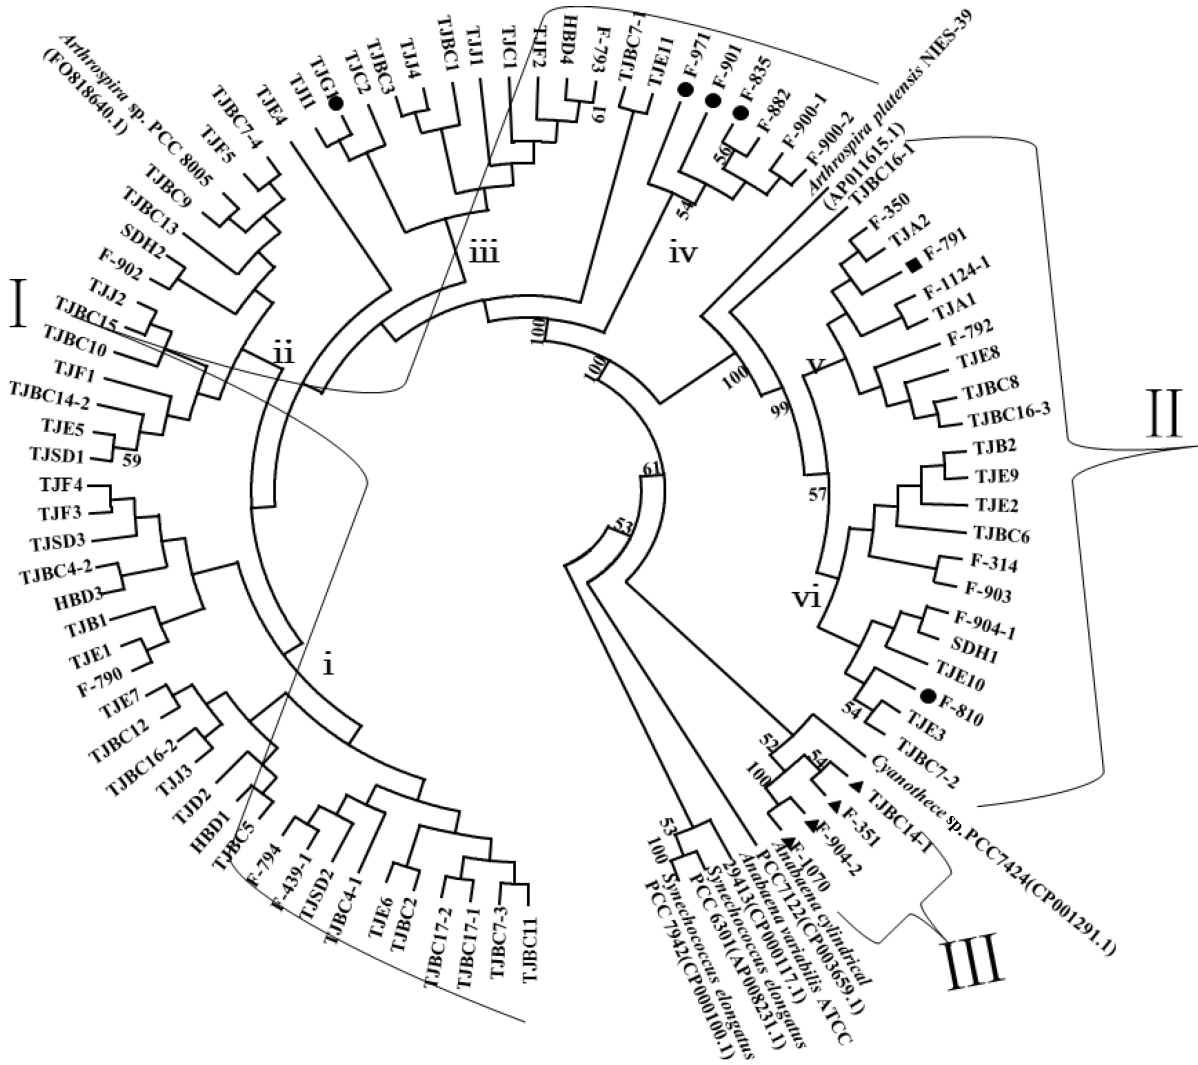 Arthrospira sp. PCC 8005
(FO818640.1)
TJBC7-4
TJE4
TJI1
TJG1
TJC2
TJBC3
TJJ4
TJBC1
TJJ1
TJC1
TJF2
HBD4
F-793
TJBC7-1
TJE11
F-971
F-901
F-835
F-882
F-900-1
F-900-2
Arthrospira platensis NIES-39
(AP011615.1)
TJBC16-1
F-350
TJA2
F-791
F-1124-1
TJA1
F-792
TJE8
TJBC8
TJBC16-3
TJB2
TJE9
TJE2
TJBC6
F-314
F-903
F-904-1
SDH1
TJE10
F-810
TJE3
TJBC7-2
Cyanothece sp. PCC7424(CP001291.1)
TJBC14-1
F-351
F-904-2
F-1070
Anabaena cylindrical
PCC7122(CP003659.1)
Anabaena variabilis ATCC
29413(CP000117.1)
Synechococcus elongatus
PCC 6301(AP008231.1)
Synechococcus elongatus
PCC 7942(CP000100.1)
TJBC11
TJBC7-3
TJBC17-1
TJBC17-2
TJBC2
TJE6
TJBC4-1
TJSD2
F-439-1
F-794
TJBC5
HBD1
TJD2
TJJ3
TJBC16-2
TJBC12
TJE7
F-790
TJE1
TJB1
HBD3
TJBC4-2
TJSD3
TJF3
TJF4
TJSD1
TJE5
TJBC14-2
TJF1
TJBC10
TJBC15
TJJ2
F-902
SDH2
TJBC13
TJBC9
TJF5
I
II
III
i
ii
iii
iv
v
vi
59
61
56
54
100
100
100
99
57
61
53
54
52
54
100
53
100